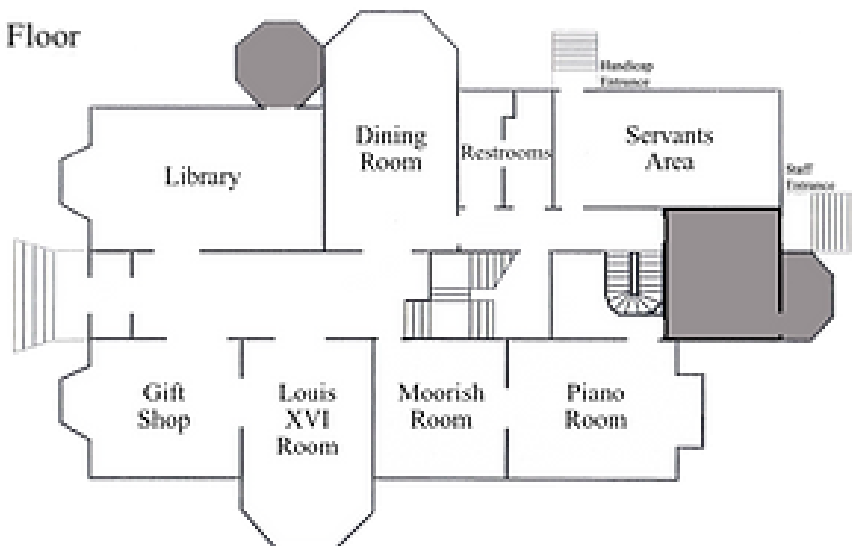 Floor
Handicap
Entrance
Dining
Room
Restrooms
Servants
Area
Library
Staff
Entrance
Gift
Shop
Louis
XVI
Room
Moorish
Room
Piano
Room